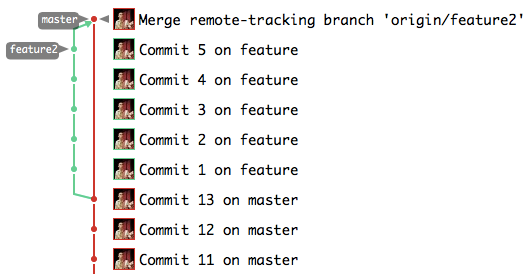 master Merge remote-tracking branch 'origin/feature2'
feature2 Commit 5 on feature
Commit 4 on feature
Commit 3 on feature
Commit 2 on feature
Commit 1 on feature
Commit 13 on master
Commit 12 on master
Commit 11 on master